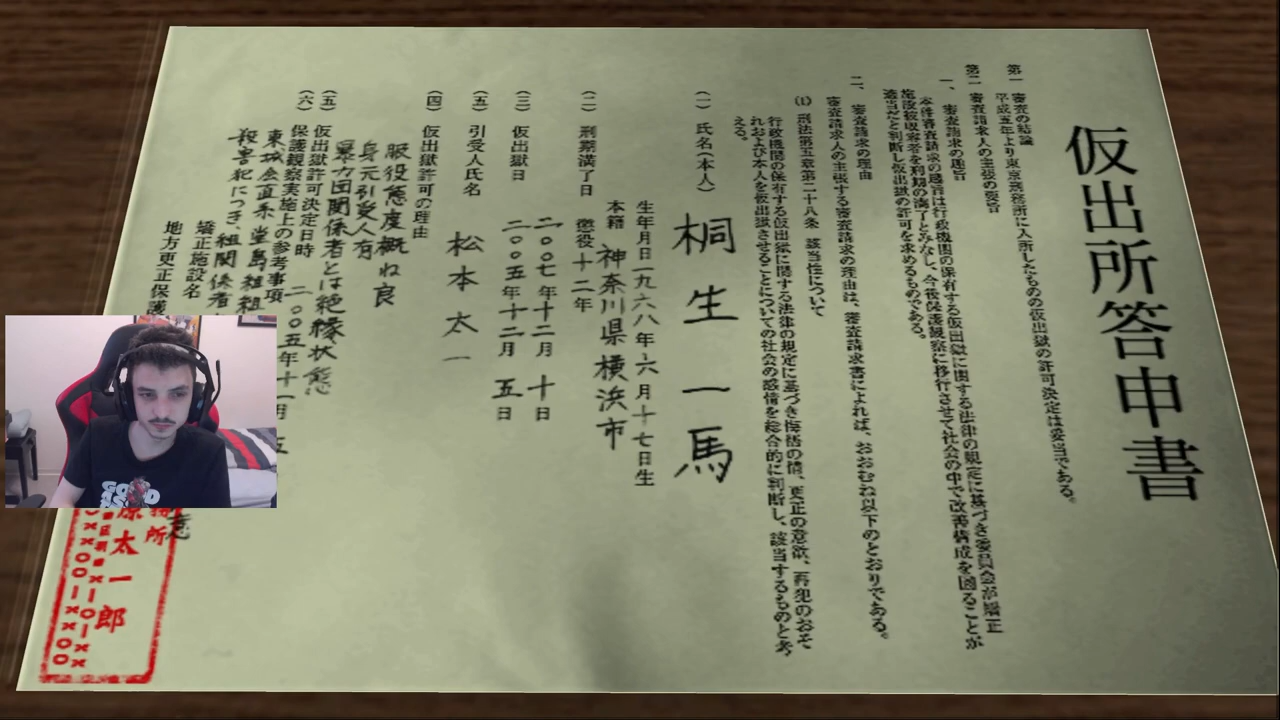 仮出所答申書
第一 審査の結論
平成五年より東京刑務所に入所したものの仮出獄の許可決定は妥当である。
第二 審査請求人の主張の要旨
一、 審査請求の趣旨
本件審査請求の趣旨は行政機関の保有する仮出獄に関する法律の規定に基づき委員会が矯正
施設被収容者を刑期の満了とみなし、今後保護観察に移行させて社会の中で改善構成を図ることが
適当だと判断し仮出獄の許可を求めるものである。
二、 審査請求の理由
審査請求人の主張する審査請求の理由は、審査請求書によれば、おおむね以下のとおりである。
(1) 刑法第五章第二十八条 該当性について
行政機関の保有する仮出獄に関する法律の規定に基づき悔悟の情、更正の意欲、再犯のおそ
れおよび本人を仮出獄させることについての社会の感情を総合的に判断し、該当するものと考
える。
(一) 氏名(本人) 桐生一馬
生年月日一九六八年六月十七日生
本籍 神奈川県横浜市
(二) 刑期満了日 懲役十二年
二〇〇七年十二月 十日
(三) 仮出獄日 二〇〇五年十二月 五日
(五) 引受人氏名 松本太一
(四) 仮出獄許可の理由
服役態度概ね良
身元引受人有
暴力団関係者とは絶縁状態
(五) 仮出獄許可決定日時 二〇〇五年十一月
(六) 保護観察実施上の参考事項
東城会直系 堂島組
殺害犯につき、組関係者
矯正施設名
地方更正保護
務所
太一郎